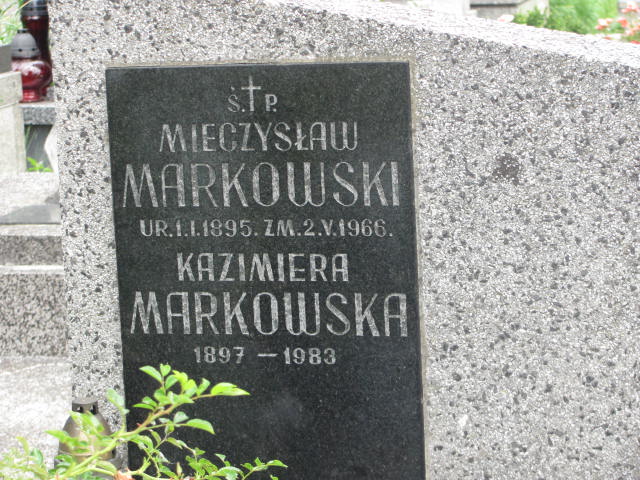 Ś.†P.
MIECZYSŁAW
MARKOWSKI
UR.1.I.1895. ZM.2.V.1966.
KAZIMIERA
MARKOWSKA
1897 – 1983